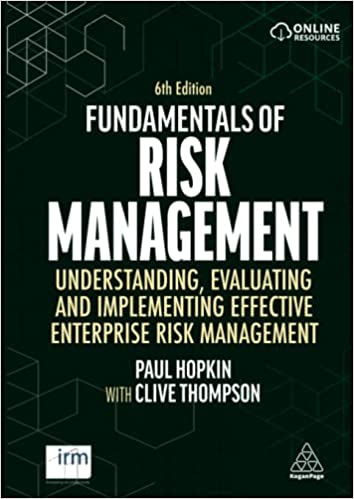 ONLINE
RESOURCES
6th Edition
FUNDAMENTALS OF
RISK
MANAGEMENT
UNDERSTANDING, EVALUATING
AND IMPLEMENTING EFFECTIVE
ENTERPRISE RISK MANAGEMENT
PAUL HOPKIN
WITH CLIVE THOMPSON
irm
KoganPage